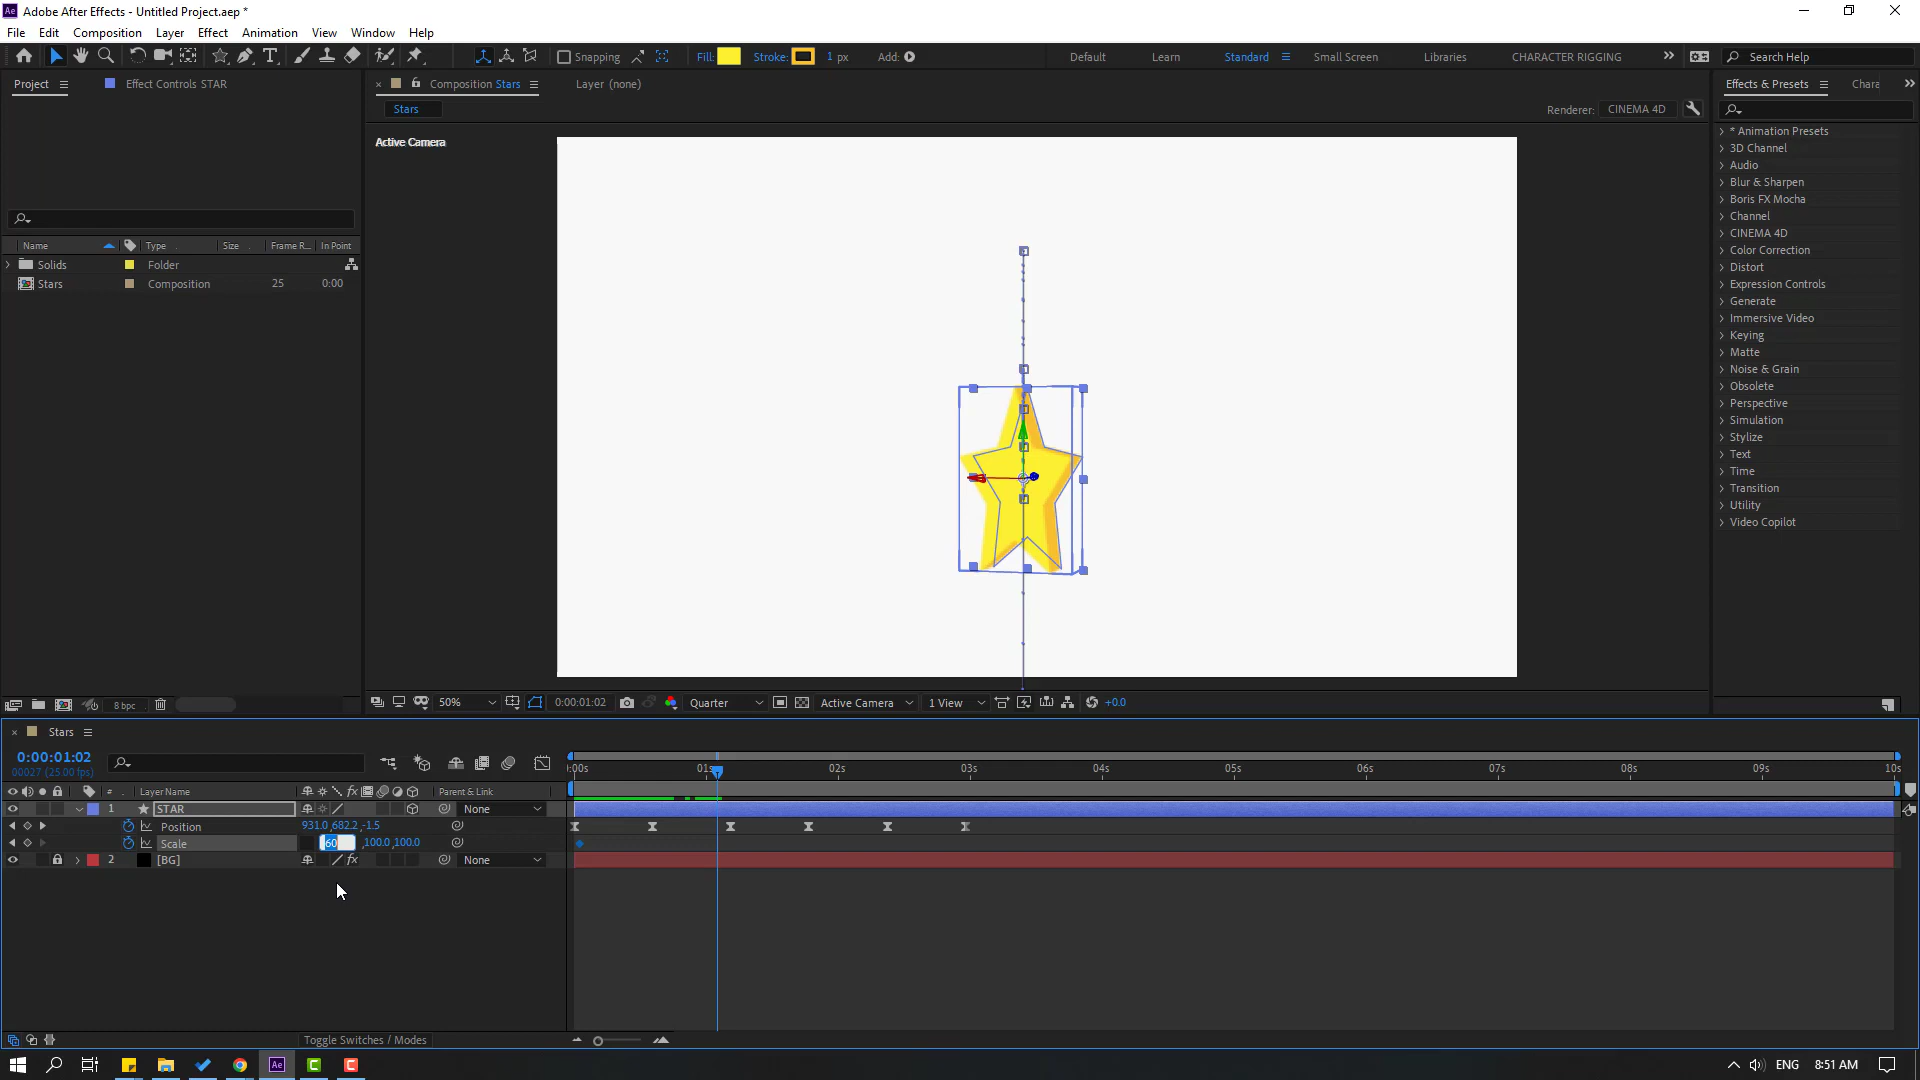 Adobe After Effects - Untitled Project.aep *
File Edit Composition Layer Effect Animation View Window Help
Snapping Fill: Stroke: 1 px Add: Default Learn Standard Small Screen Libraries CHARACTER RIGGING Search Help
Project Effect Controls STAR Composition Stars Layer (none) Effects & Presets Chara
Stars Renderer: CINEMA 4D
Active Camera
Name Type Size Frame R... In Point
Solids Folder
Stars Composition 25 0:00
* Animation Presets
3D Channel
Audio
Blur & Sharpen
Boris FX Mocha
Channel
CINEMA 4D
Color Correction
Distort
Expression Controls
Generate
Immersive Video
Keying
Matte
Noise & Grain
Obsolete
Perspective
Simulation
Stylize
Text
Time
Transition
Utility
Video Copilot
8 bpc 50% 0:00:01:02 Quarter Active Camera 1 View +0.0
Stars
0:00:01:02
00027 (25.00 fps)
:00s 01s 02s 03s 04s 05s 06s 07s 08s 09s 10s
# Layer Name fx Parent & Link
1 STAR None
Position 931.0,682.2,-1.5
Scale 60 ,100.0,100.0
2 [BG] fx None
Toggle Switches / Modes
Ae ENG 8:51 AM